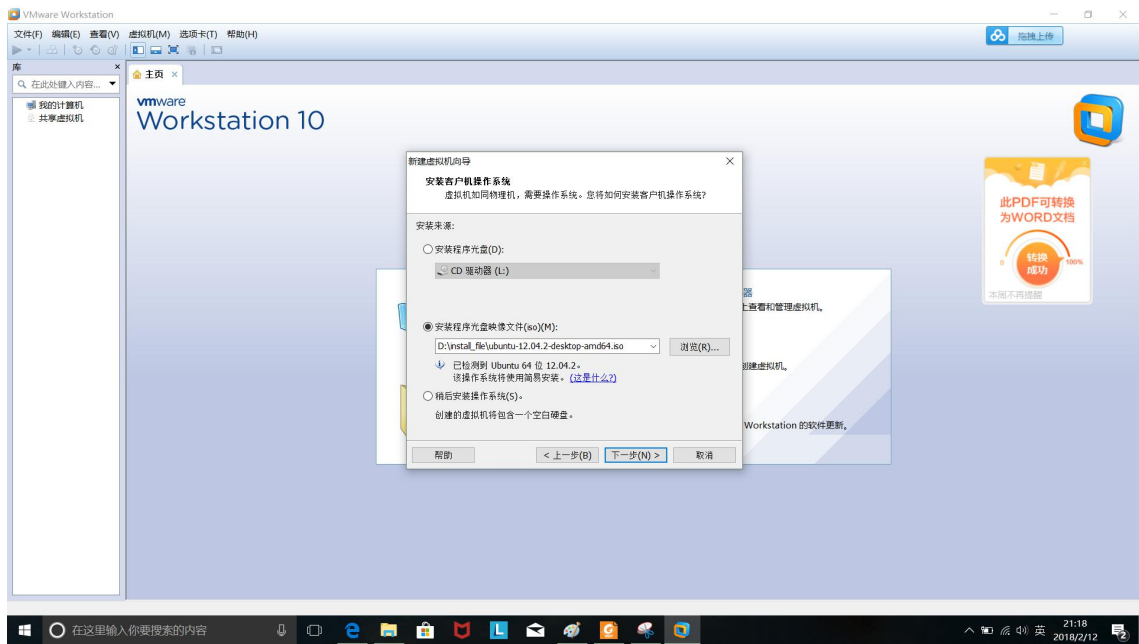 VMware Workstation
文件(F) 编辑(E) 查看(V) 虚拟机(M) 选项卡(T) 帮助(H)
拖拽上传
库
主页
在此处键入内容...
我的计算机
共享虚拟机
vmware
Workstation 10
新建虚拟机向导
安装客户机操作系统
虚拟机如同物理机，需要操作系统。您将如何安装客户机操作系统?
安装来源:
安装程序光盘(D):
CD 驱动器 (L:)
安装程序光盘映像文件(iso)(M):
D:\install_file\ubuntu-12.04.2-desktop-amd64.iso
浏览(R)...
已检测到 Ubuntu 64 位 12.04.2。
该操作系统将使用简易安装。(这是什么?)
稍后安装操作系统(S)。
创建的虚拟机将包含一个空白硬盘。
帮助
< 上一步(B)
下一步(N) >
取消
器
上查看和管理虚拟机。
创建虚拟机。
Workstation 的软件更新。
此PDF可转换
为WORD文档
0
转换
成功
100%
本周不再提醒
在这里输入你要搜索的内容
英
21:18
2018/2/12